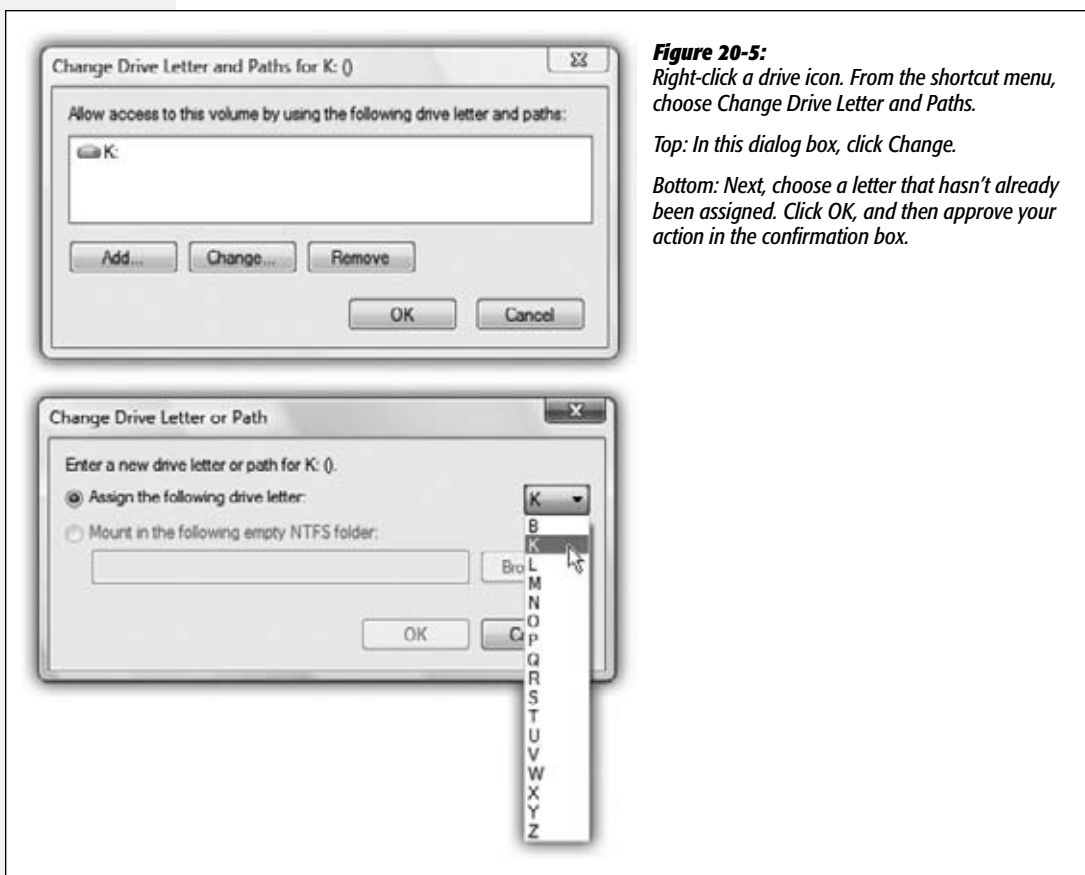 Change Drive Letter and Paths for K: ()
Allow access to this volume by using the following drive letter and paths:
K:
Add...
Change...
Remove
OK
Cancel
Change Drive Letter or Path
Enter a new drive letter or path for K: ().
Assign the following drive letter:
K
Mount in the following empty NTFS folder:
OK
B
K
L
M
N
O
P
Q
R
S
T
U
V
W
X
Y
Z
Figure 20-5:
Right-click a drive icon. From the shortcut menu,
choose Change Drive Letter and Paths.
Top: In this dialog box, click Change.
Bottom: Next, choose a letter that hasn't already
been assigned. Click OK, and then approve your
action in the confirmation box.